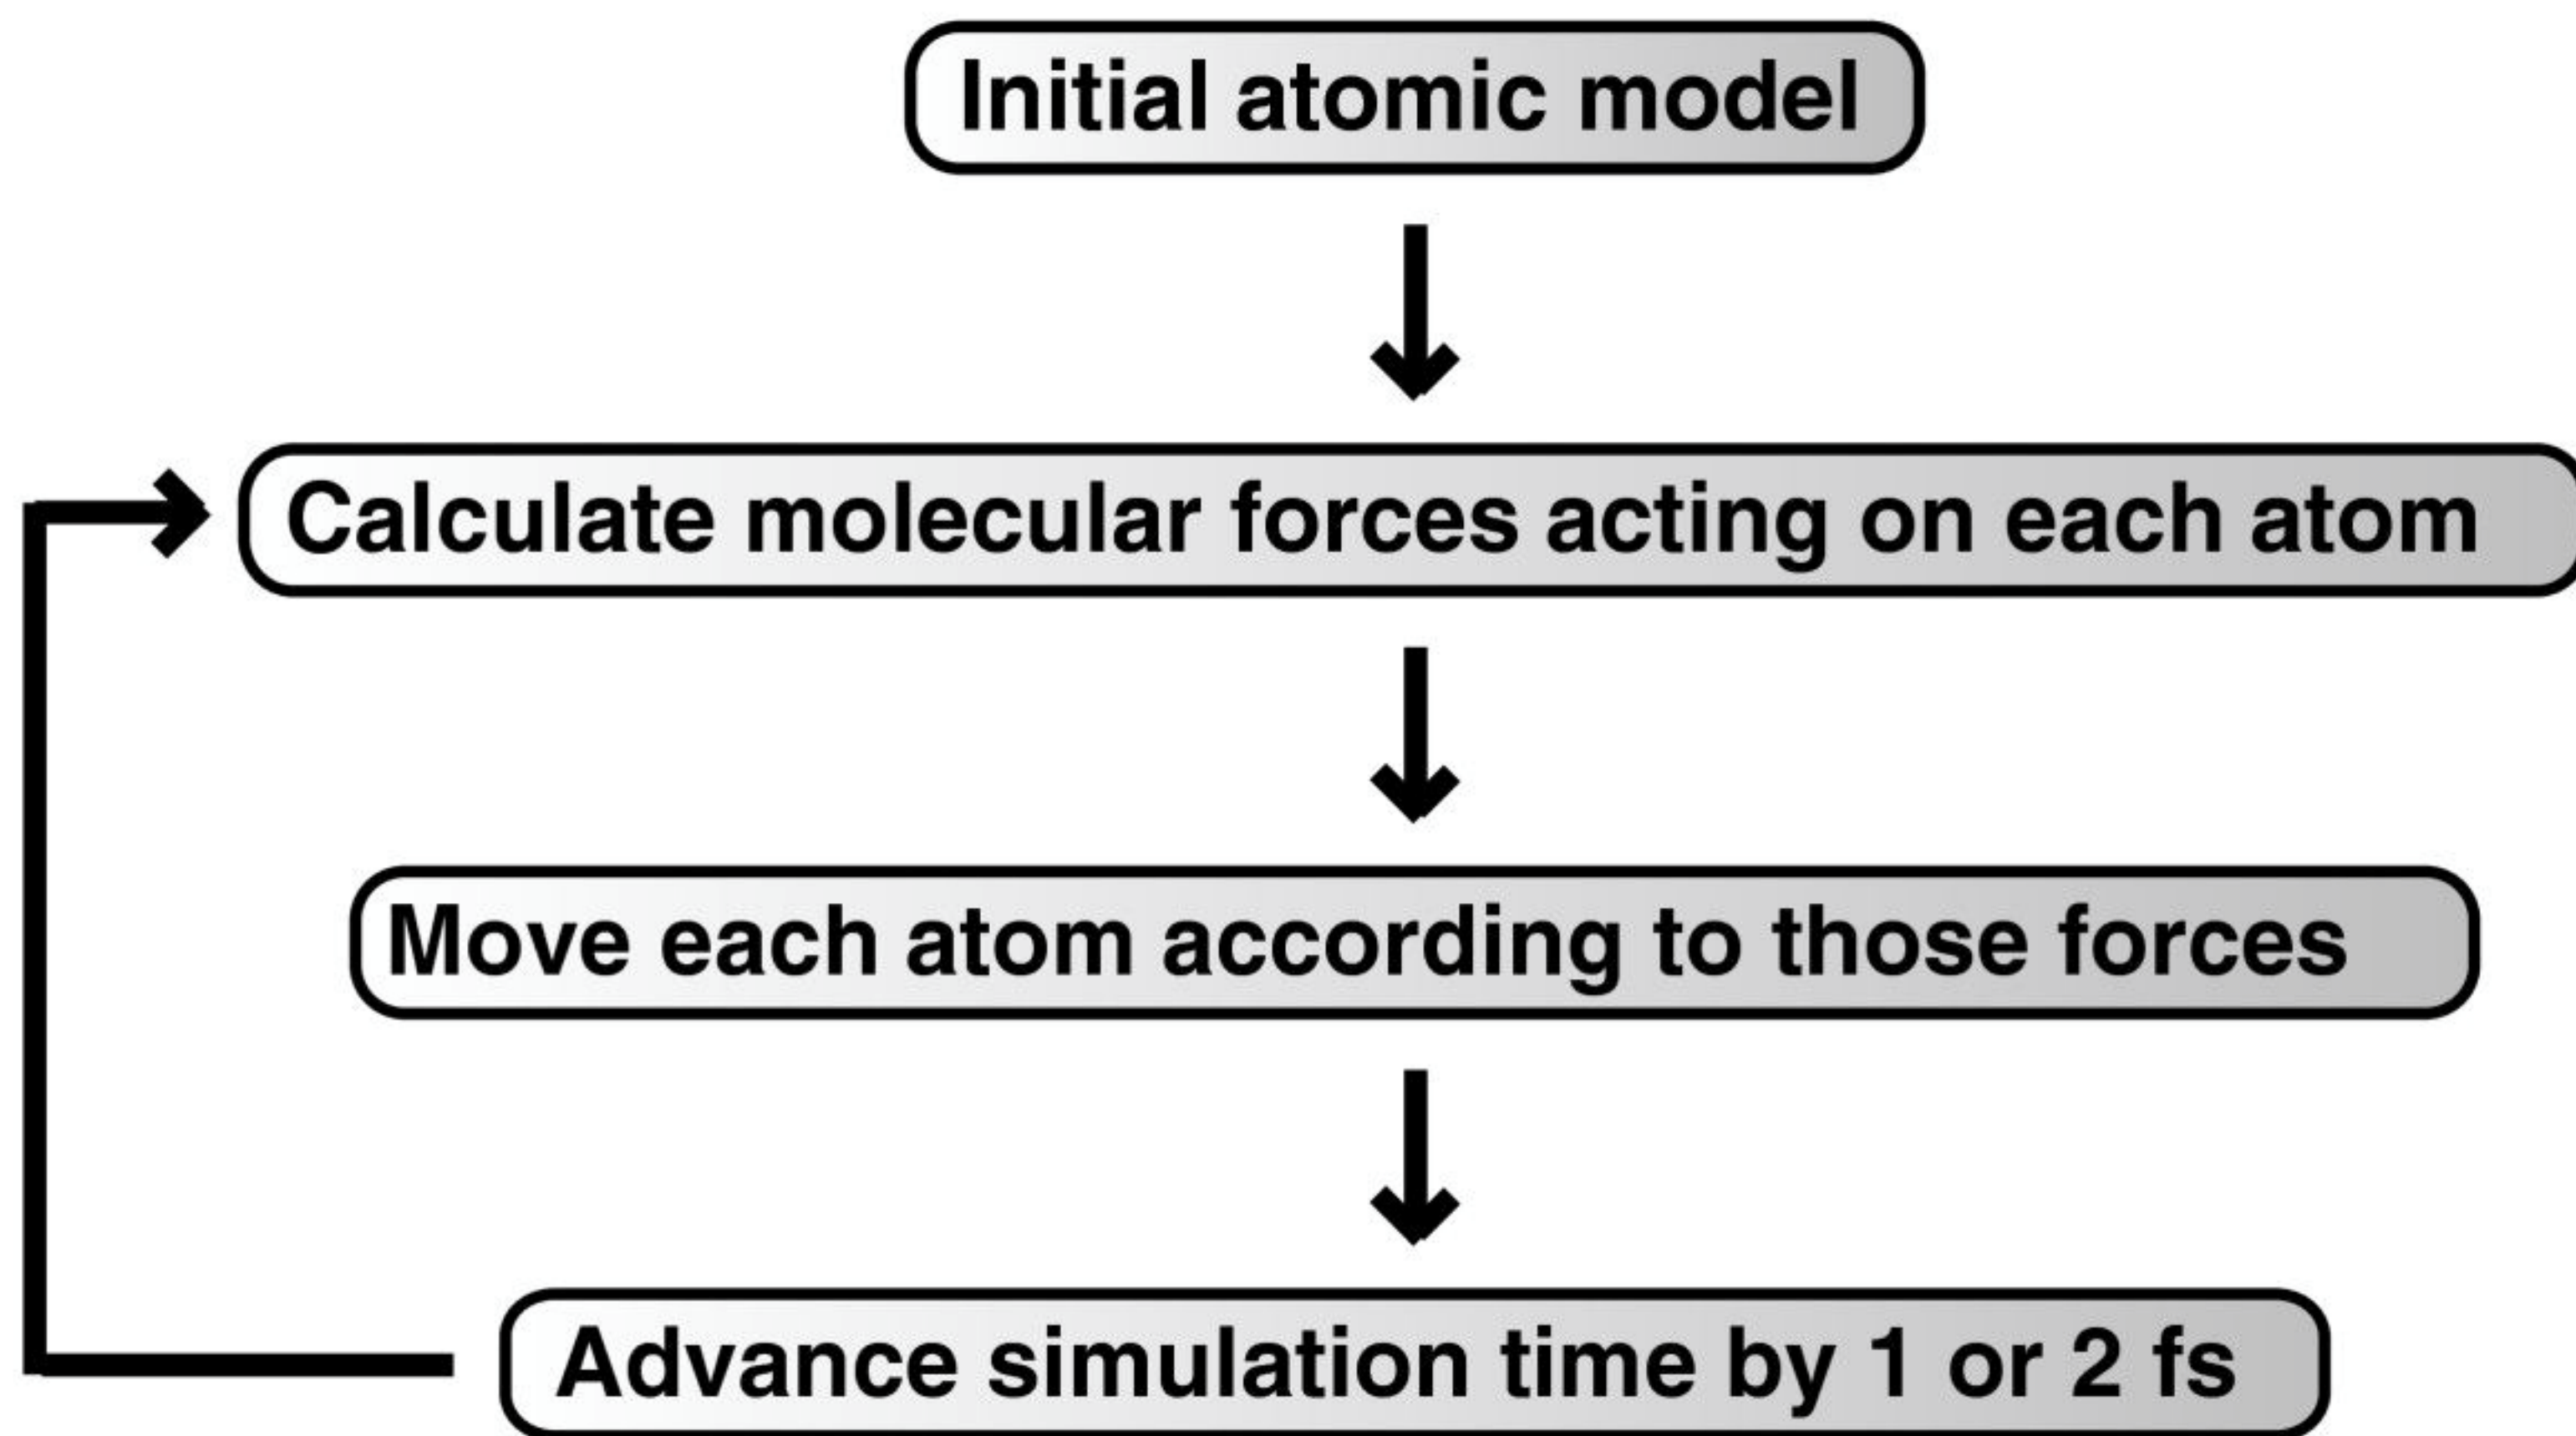 Initial atomic model
Calculate molecular forces acting on each atom
Move each atom according to those forces
Advance simulation time by 1 or 2 fs